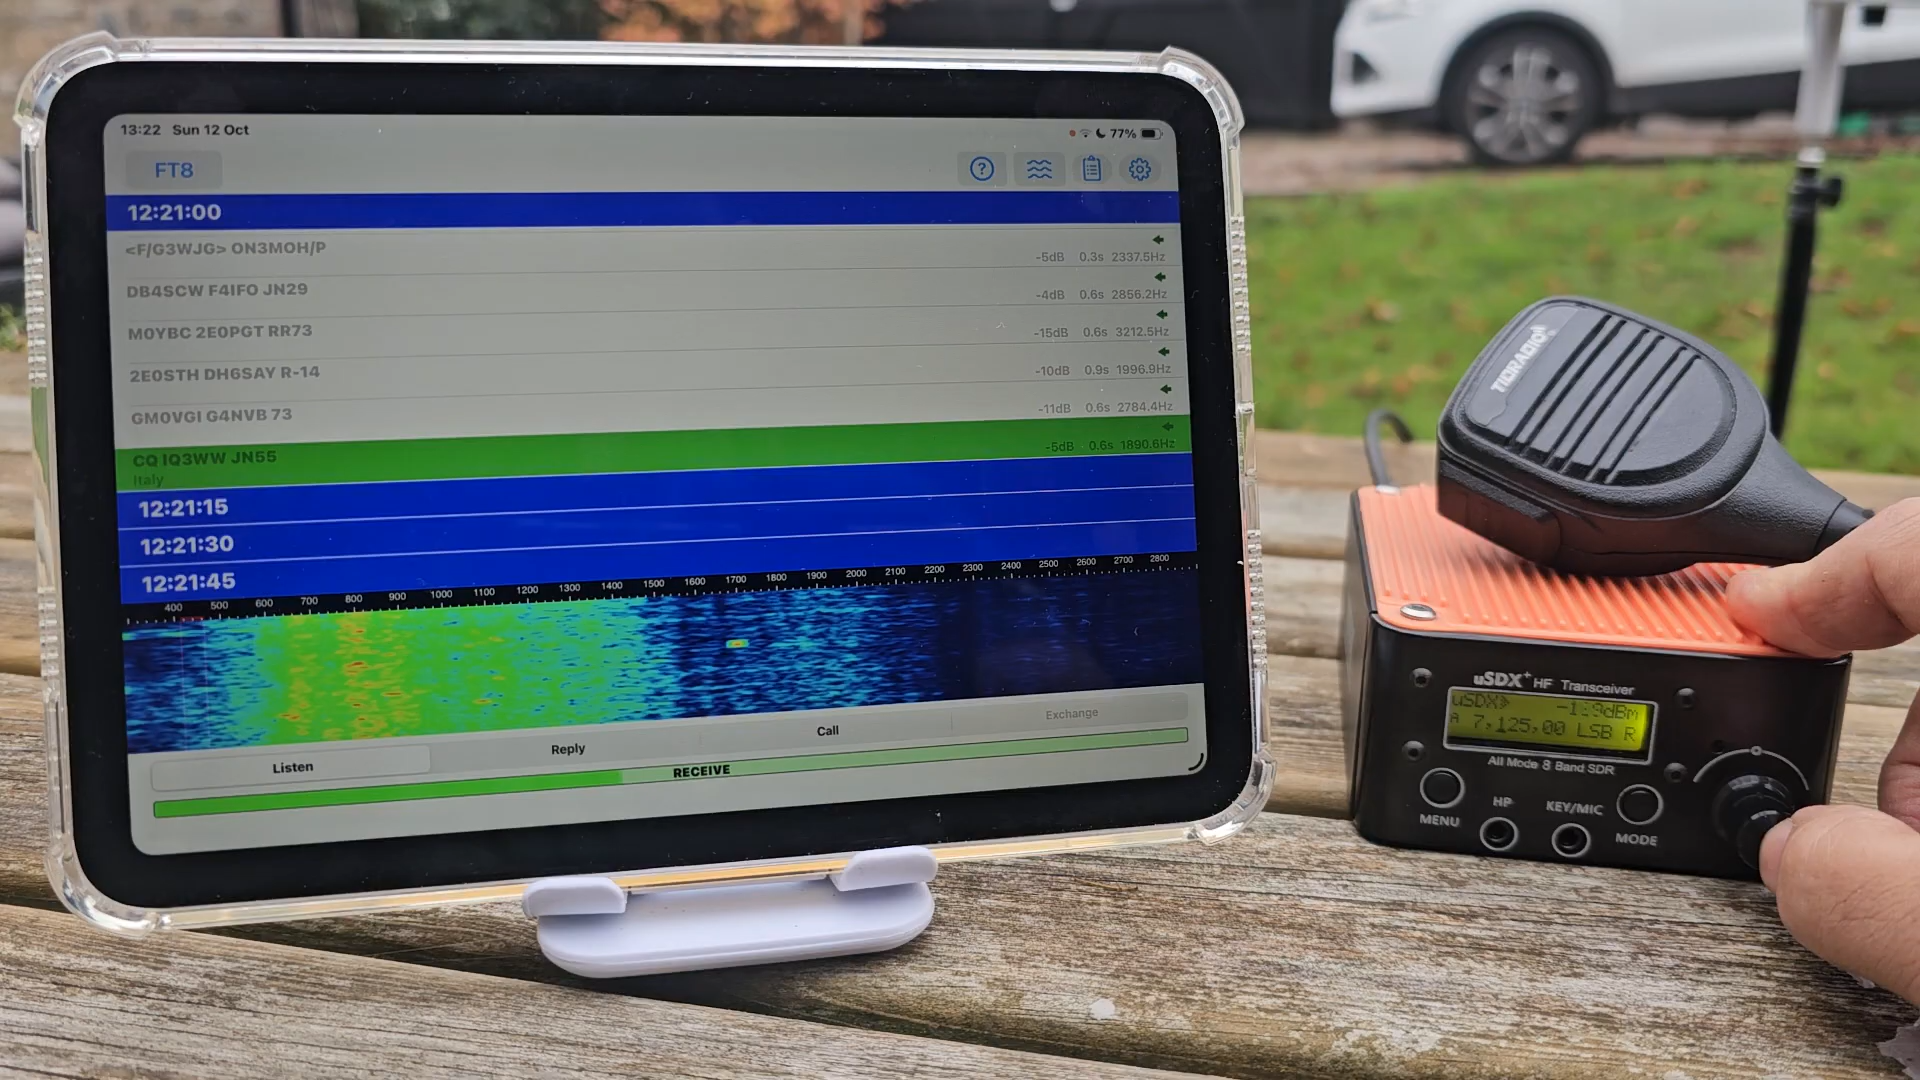 13:22 Sun 12 Oct
77%
FT8
12:21:00
<F/G3WJG> ON3MOH/P
-5dB 0.3s 2337.5Hz
DB4SCW F4IFO JN29
-4dB 0.6s 2856.2Hz
M0YBC 2E0PGT RR73
-15dB 0.6s 3212.5Hz
2E0STH DH6SAY R-14
-10dB 0.9s 1996.9Hz
GM0VGI G4NVB 73
-11dB 0.6s 2784.4Hz
CQ IQ3WW JN55
-5dB 0.6s 1890.6Hz
Italy
12:21:15
12:21:30
12:21:45
400 500 600 700 800 900 1000 1100 1200 1300 1400 1500 1600 1700 1800 1900 2000 2100 2200 2300 2400 2500 2600 2700 2800
Listen Reply Call Exchange
RECEIVE
TIDRADIO
uSDX+ HF Transceiver
uSDX
A 7,125,00 LSB R
All Mode 8 Band SDR
MENU HP KEY/MIC MODE